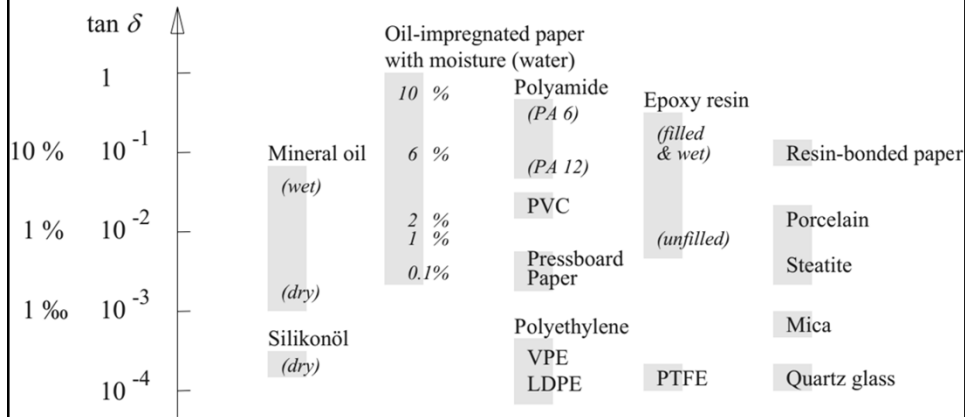 tan δ
Oil-impregnated paper
with moisture (water)
1
10 %
Polyamide
(PA 6)
Epoxy resin
(filled
& wet)
10 % 10⁻¹
Mineral oil
(wet)
6 %
(PA 12)
Resin-bonded paper
PVC
1 % 10⁻²
2 %
1 %
(unfilled)
Porcelain
0.1%
Pressboard
Paper
Steatite
(dry)
1 ‰ 10⁻³
Silikonöl
(dry)
Polyethylene
VPE
LDPE
Mica
10⁻⁴
PTFE
Quartz glass